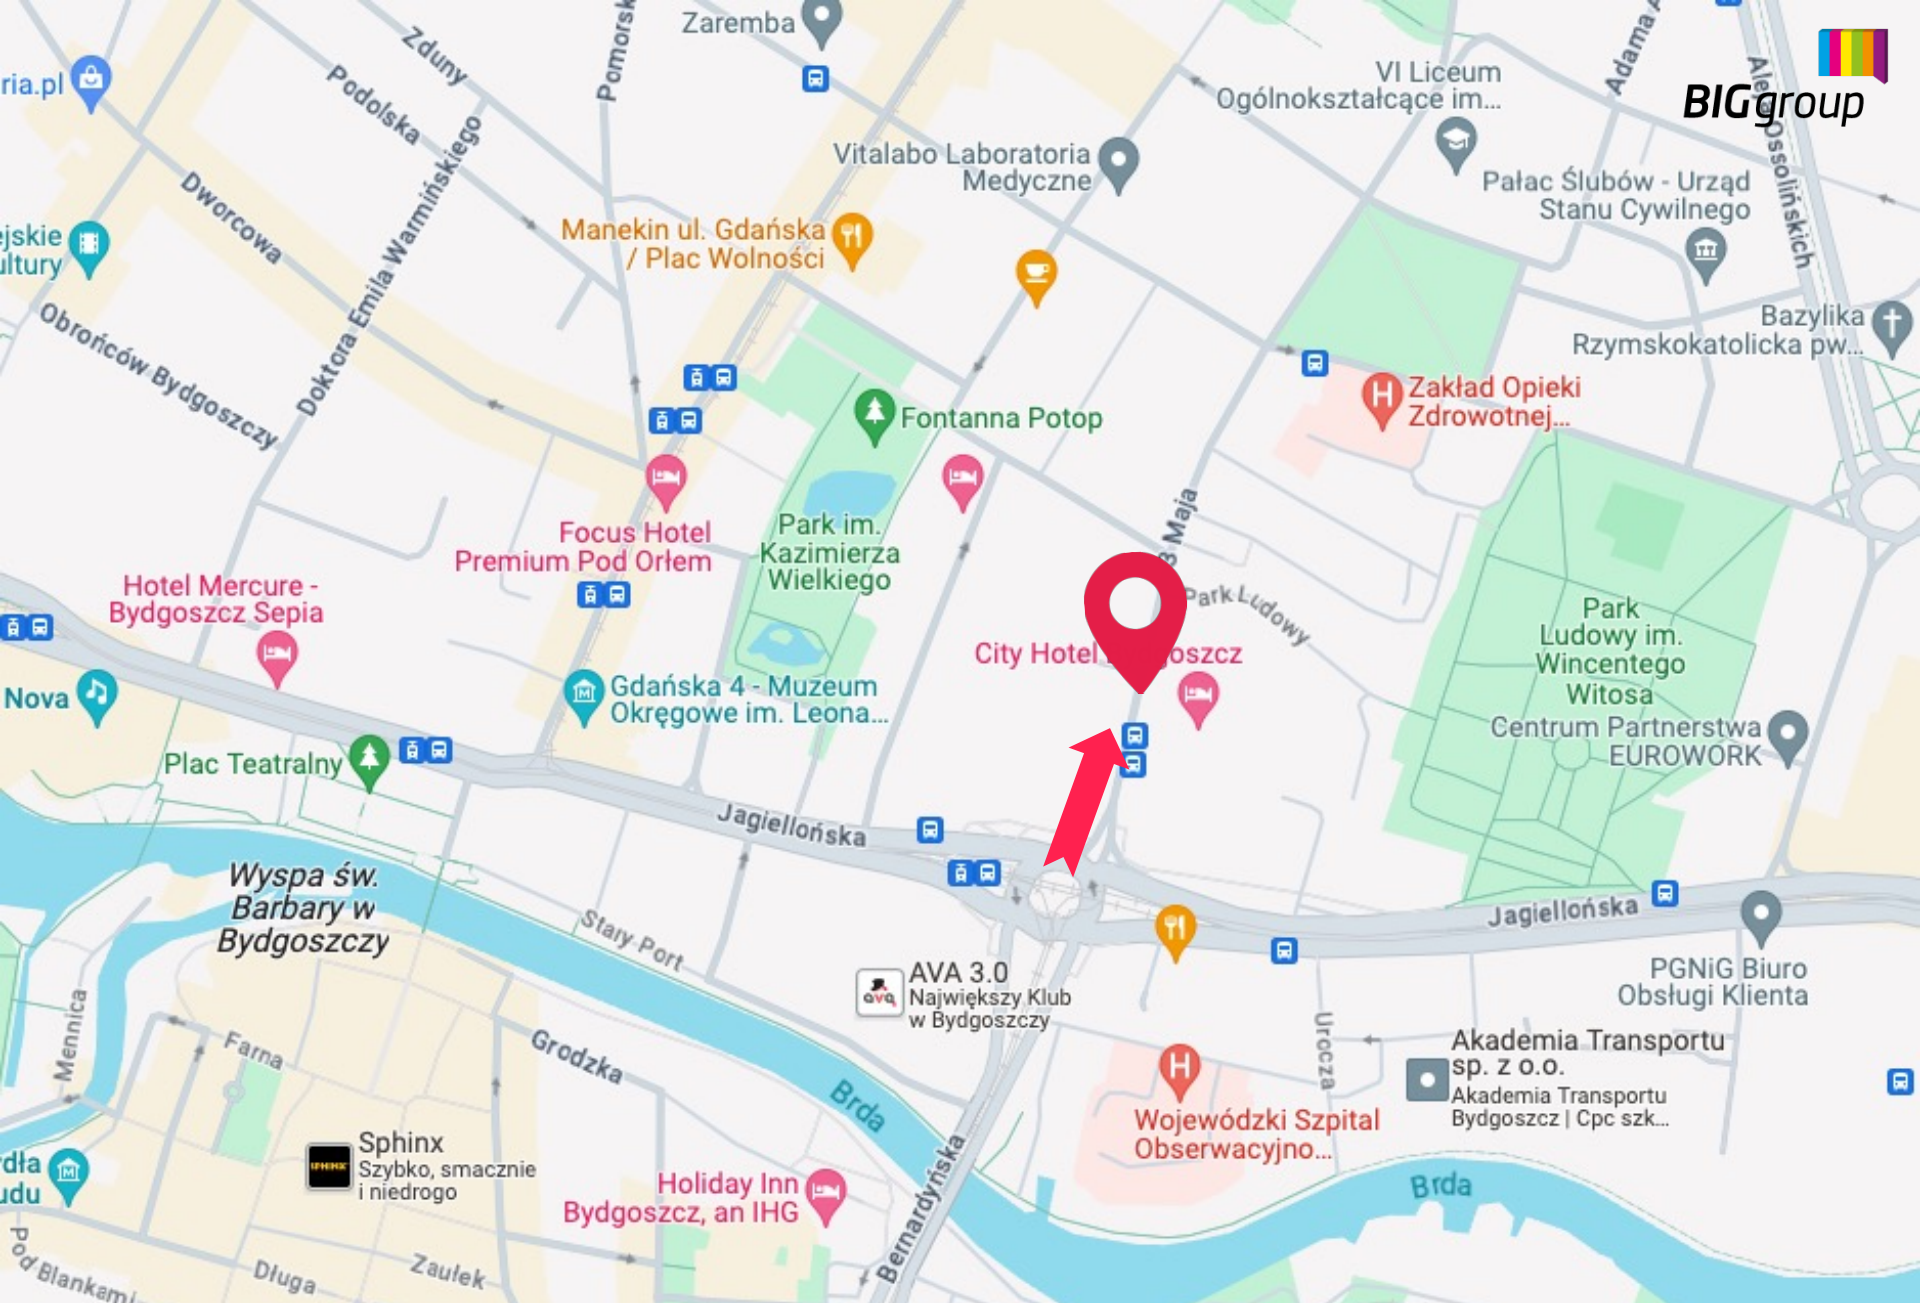 Zaremba
Zduny
Podolska
Pomorsk
ria.pl
VI Liceum
Ogólnokształcące im...
Adama A
Aleja Ossolińskich
BIGgroup
Vitalabo Laboratoria
Medyczne
Pałac Ślubów - Urząd
Stanu Cywilnego
Dworcowa
Doktora Emila Warmińskiego
ejskie
ultury
Manekin ul. Gdańska
/ Plac Wolności
Obrońców Bydgoszczy
Bazylika
Rzymskokatolicka pw...
Zakład Opieki
Zdrowotnej...
Fontanna Potop
Focus Hotel
Premium Pod Orłem
Park im.
Kazimierza
Wielkiego
3 Maja
Park Ludowy
Hotel Mercure -
Bydgoszcz Sepia
Park
Ludowy im.
Wincentego
Witosa
City Hotel
goszcz
Nova
Gdańska 4 - Muzeum
Okręgowe im. Leona...
Centrum Partnerstwa
EUROWORK
Plac Teatralny
Jagiellońska
Wyspa św.
Barbary w
Bydgoszczy
Stary Port
Jagiellońska
AVA 3.0
Największy Klub
w Bydgoszczy
ava
PGNiG Biuro
Obsługi Klienta
Mennica
Farna
Grodzka
Urocza
Akademia Transportu
sp. z o.o.
Akademia Transportu
Bydgoszcz | Cpc szk...
Brda
Wojewódzki Szpital
Obserwacyjno...
Sphinx
Szybko, smacznie
i niedrogo
SPHINX
dła
udu
Holiday Inn
Bydgoszcz, an IHG
Bernardyńska
Brda
Pod Blankami
Długa
Zaułek